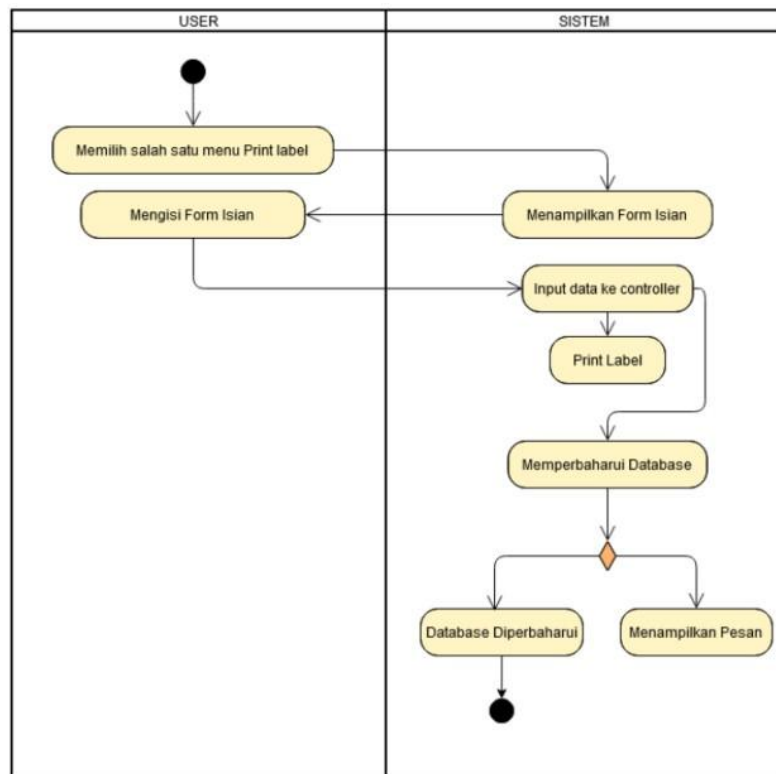 USER
SISTEM
Memilih salah satu menu Print label
Mengisi Form Isian
Menampilkan Form Isian
Input data ke controller
Print Label
Memperbaharui Database
Database Diperbaharui
Menampilkan Pesan